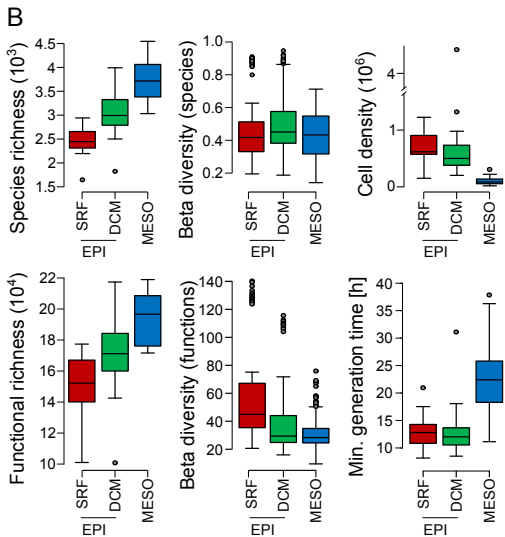 B
Species richness (10³)
4.5
4
3.5
3
2.5
2
1.5
SRF
DCM
MESO
EPI
Beta diversity (species)
1.0
0.8
0.6
0.4
0.2
SRF
DCM
MESO
EPI
Cell density (10⁶)
4
1
0
SRF
DCM
MESO
EPI
Functional richness (10⁴)
22
20
18
16
14
12
10
SRF
DCM
MESO
EPI
Beta diversity (functions)
140
120
100
80
60
40
20
SRF
DCM
MESO
EPI
Min. generation time [h]
40
35
30
25
20
15
10
SRF
DCM
MESO
EPI